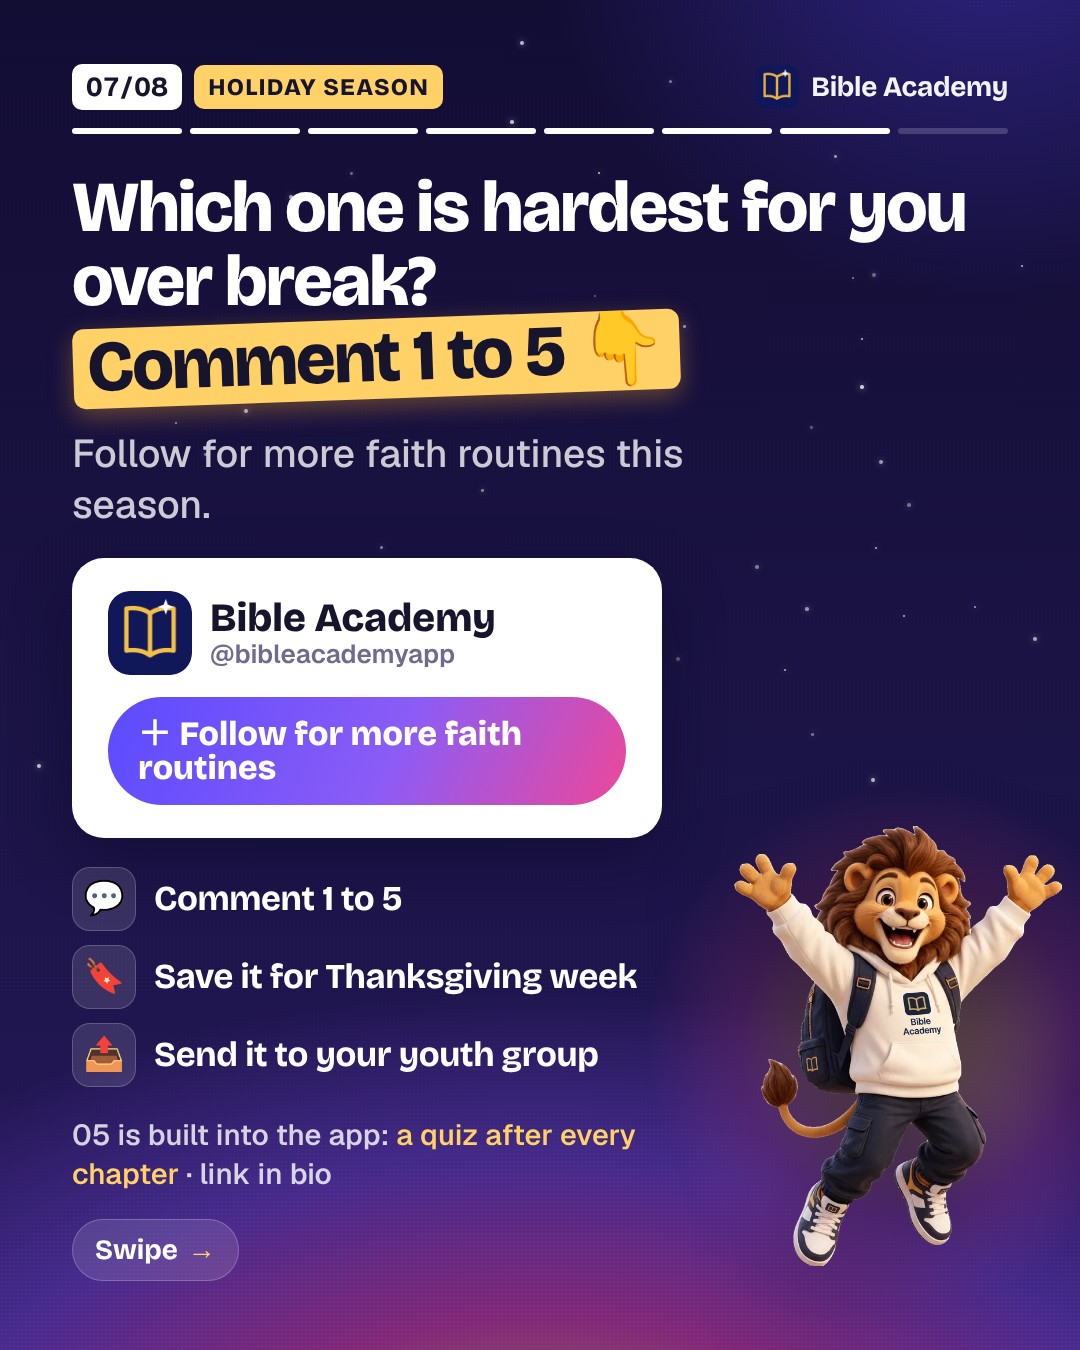 07/08
HOLIDAY SEASON
Bible Academy
Which one is hardest for you
over break?
Comment 1 to 5 👇
Follow for more faith routines this
season.
Bible Academy
@bibleacademyapp
+ Follow for more faith
routines
💬 Comment 1 to 5
🔖 Save it for Thanksgiving week
📤 Send it to your youth group
Bible
Academy
05 is built into the app: a quiz after every
chapter · link in bio
Swipe →